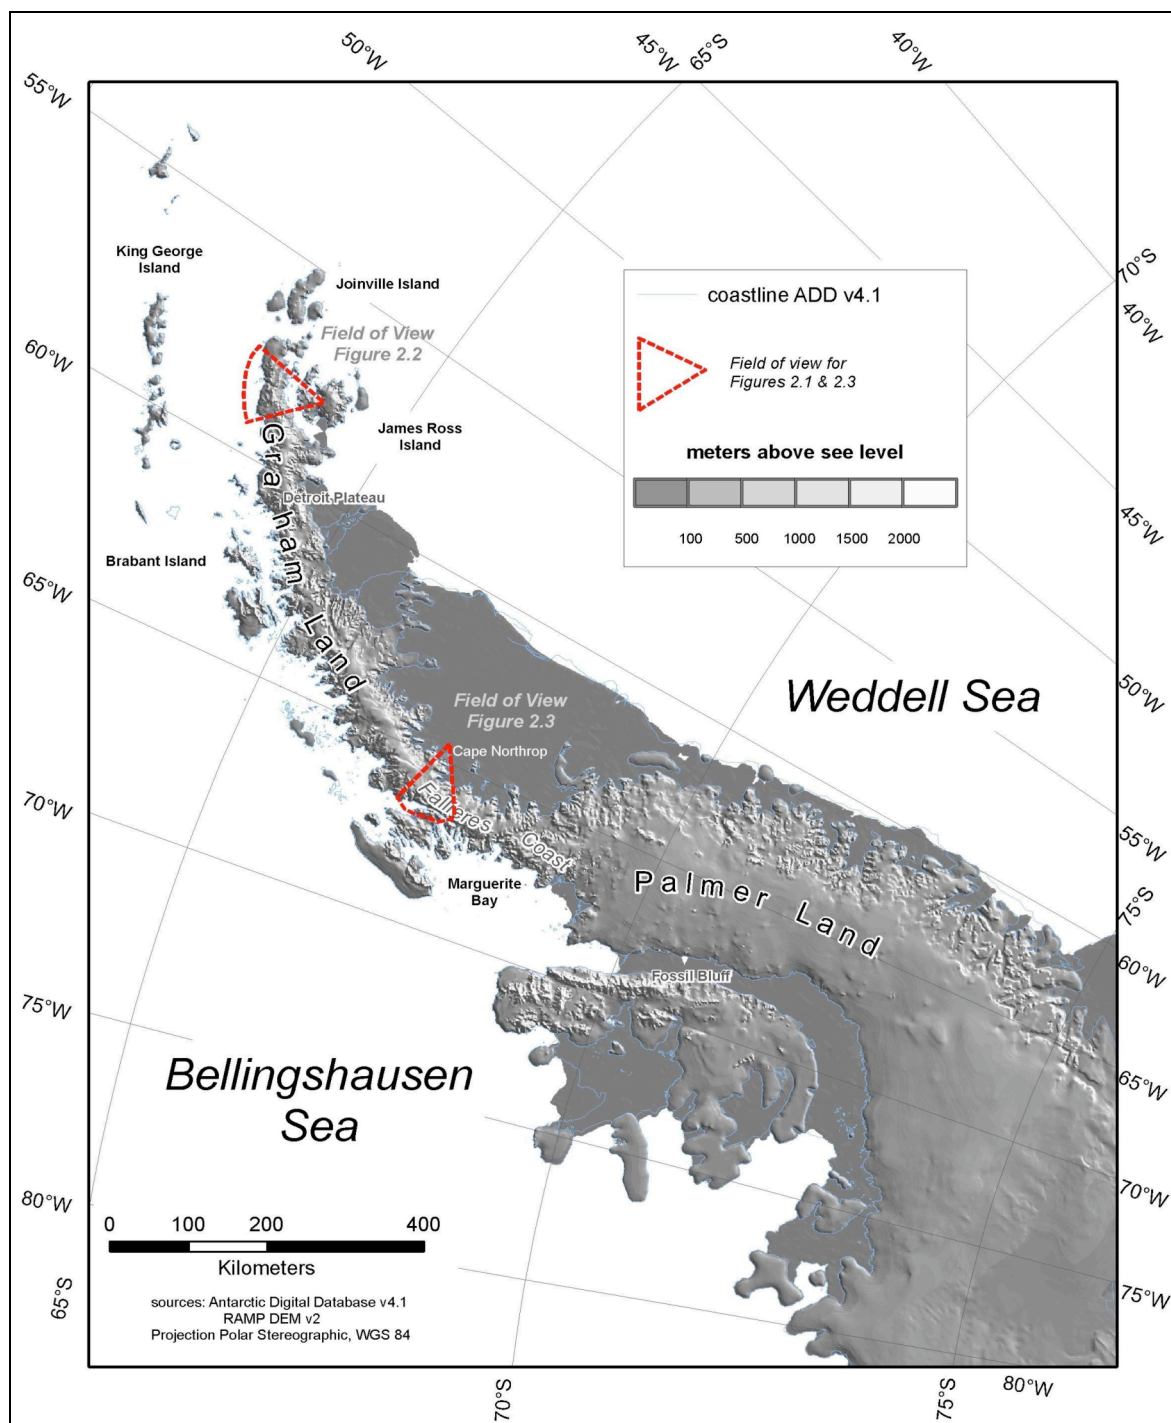 50°W
45°W
65°S
40°W
55°W
King George
Island
Joinville Island
Field of View
Figure 2.2
70°S
40°W
coastline ADD v4.1
Field of view for
Figures 2.1 & 2.3
meters above see level
100 500 1000 1500 2000
60°W
James Ross
Island
Graham Land
Detroit Plateau
45°W
Brabant Island
65°W
Weddell Sea
50°W
Field of View
Figure 2.3
Cape Northrop
70°W
Fallieres Coast
55°W
Marguerite
Bay
Palmer Land
75°S
60°W
Fossil Bluff
75°W
Bellingshausen
Sea
65°W
70°W
80°W
0 100 200 400
Kilometers
65°S
sources: Antarctic Digital Database v4.1
RAMP DEM v2
Projection Polar Stereographic, WGS 84
75°W
70°S
75°S
80°W